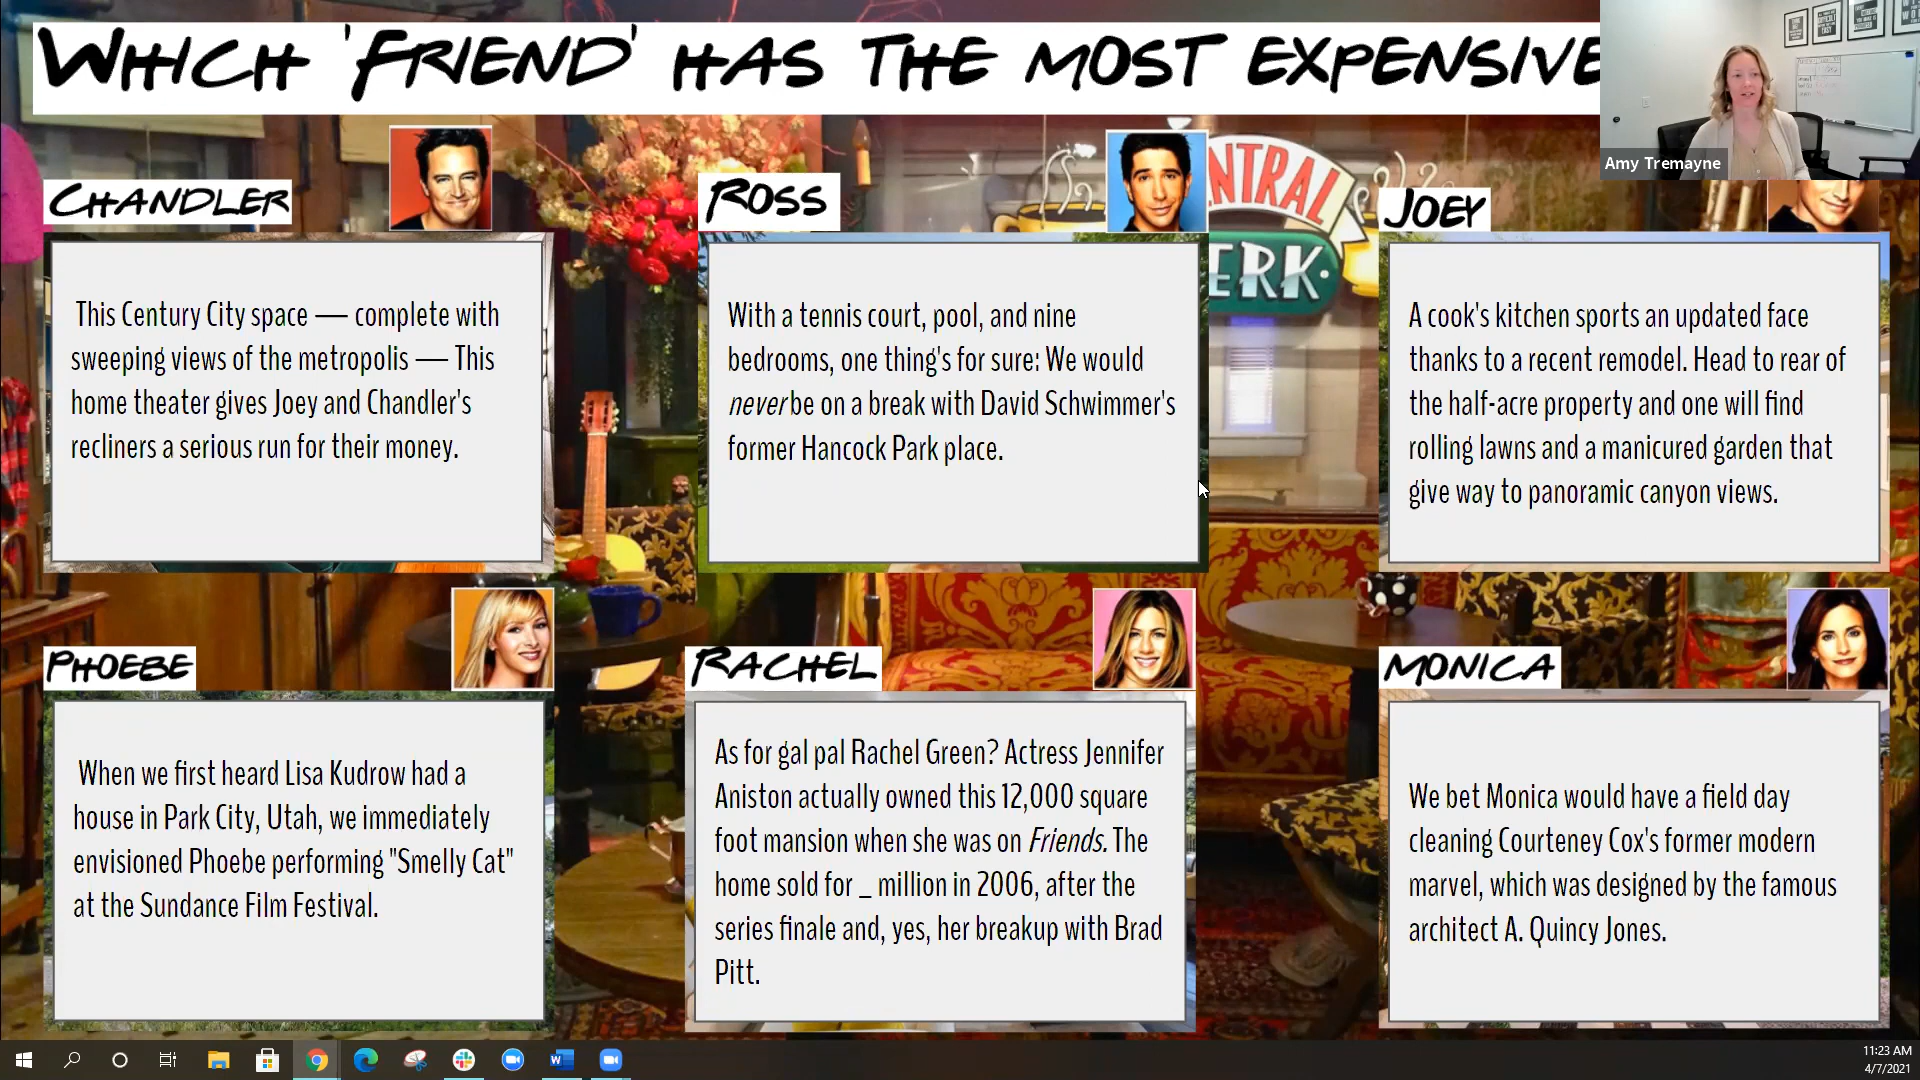 WHICH 'FRIEND' HAS THE MOST EXPENSIVE
Amy Tremayne
CHANDLER
ROSS
JOEY
NTRAL
ERK
This Century City space — complete with
sweeping views of the metropolis — This
home theater gives Joey and Chandler's
recliners a serious run for their money.
With a tennis court, pool, and nine
bedrooms, one thing's for sure: We would
never be on a break with David Schwimmer's
former Hancock Park place.
A cook's kitchen sports an updated face
thanks to a recent remodel. Head to rear of
the half-acre property and one will find
rolling lawns and a manicured garden that
give way to panoramic canyon views.
PHOEBE
RACHEL
MONICA
When we first heard Lisa Kudrow had a
house in Park City, Utah, we immediately
envisioned Phoebe performing "Smelly Cat"
at the Sundance Film Festival.
As for gal pal Rachel Green? Actress Jennifer
Aniston actually owned this 12,000 square
foot mansion when she was on Friends. The
home sold for _ million in 2006, after the
series finale and, yes, her breakup with Brad
Pitt.
We bet Monica would have a field day
cleaning Courteney Cox's former modern
marvel, which was designed by the famous
architect A. Quincy Jones.
11:23 AM
4/7/2021